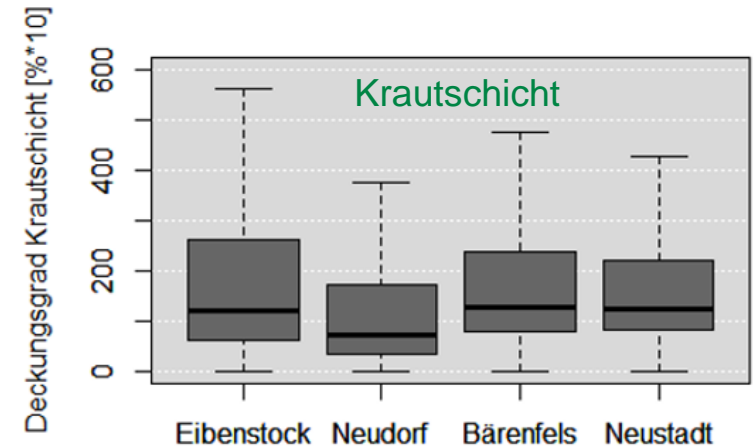 Deckungsgrad Krautschicht [%*10]
Krautschicht
600
400
200
0
Eibenstock Neudorf Bärenfels Neustadt